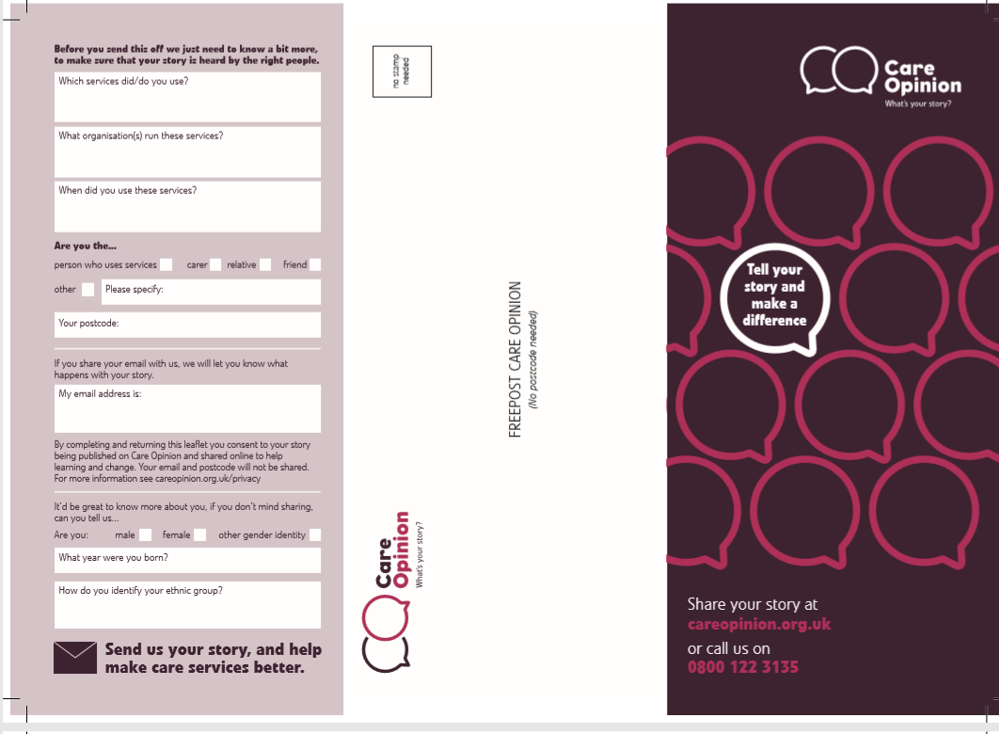 Before you send this off we just need to know a bit more,
to make sure that your story is heard by the right people.
Which services did/do you use?
What organisation(s) run these services?
When did you use these services?
Are you the...
person who uses services carer relative friend
other Please specify:
Your postcode:
If you share your email with us, we will let you know what
happens with your story.
My email address is:
By completing and returning this leaflet you consent to your story
being published on Care Opinion and shared online to help
learning and change. Your email and postcode will not be shared.
For more information see careopinion.org.uk/privacy
It'd be great to know more about you, if you don't mind sharing,
can you tell us...
Are you: male female other gender identity
What year were you born?
How do you identify your ethnic group?
Send us your story, and help
make care services better.
no stamp
needed
FREEPOST CARE OPINION
(No postcode needed)
Care
Opinion
What's your story?
Care
Opinion
What's your story?
Tell your
story and
make a
difference
Share your story at
careopinion.org.uk
or call us on
0800 122 3135